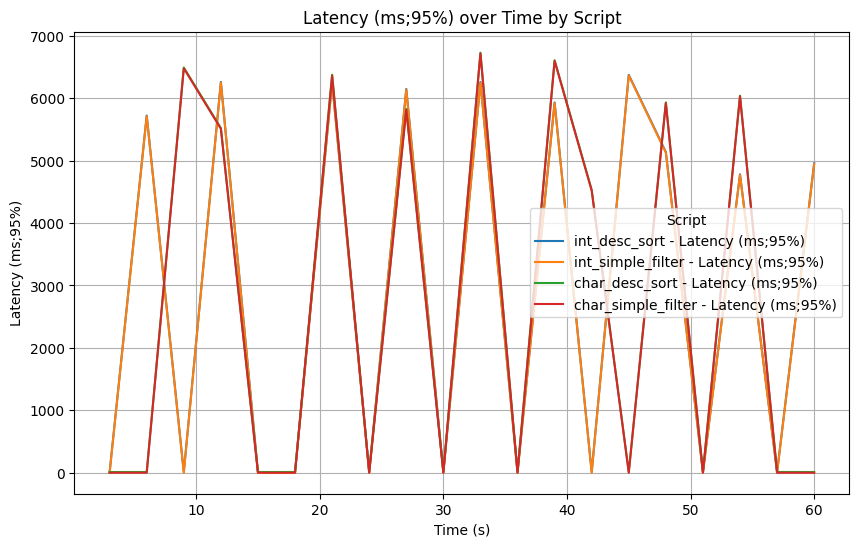 Latency (ms;95%) over Time by Script
Latency (ms;95%)
7000
6000
5000
4000
3000
2000
1000
0
Script
int_desc_sort - Latency (ms;95%)
int_simple_filter - Latency (ms;95%)
char_desc_sort - Latency (ms;95%)
char_simple_filter - Latency (ms;95%)
10
20
30
40
50
60
Time (s)